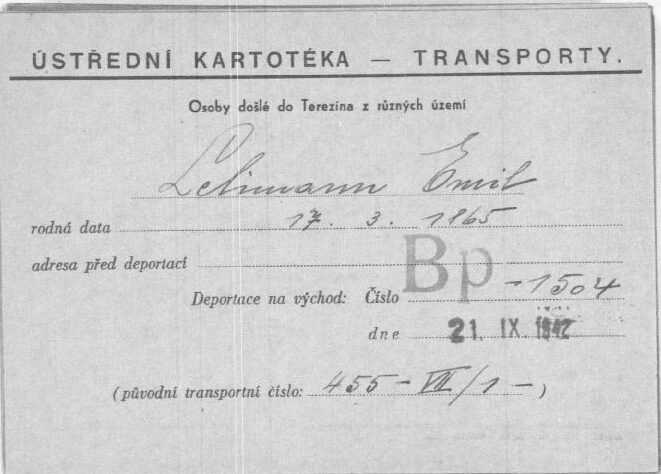 ÚSTŘEDNÍ KARTOTÉKA — TRANSPORTY.
Osoby došlé do Terezína z různých území
Lehmann Emil
rodná data 17. 3. 1865
adresa před deportací
Deportace na východ: Číslo Bp -1504
dne 21. IX. 1942
(původní transportní číslo: 455 - VII/1 - )